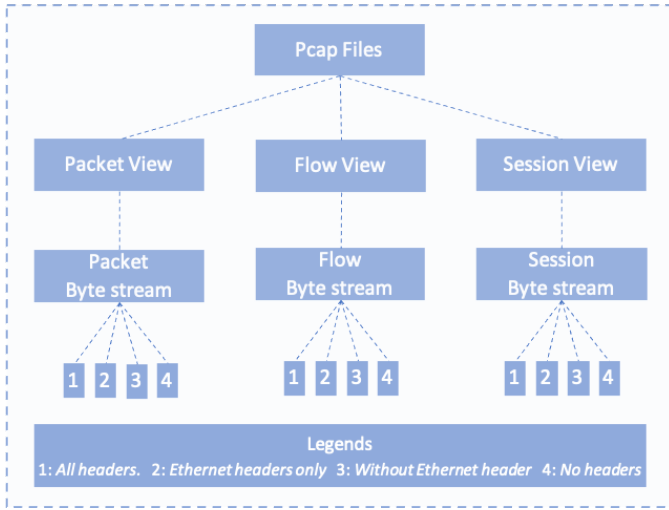 Pcap Files
Packet View Flow View Session View
Packet Flow Session
Byte stream Byte stream Byte stream
1 2 3 4 1 2 3 4 1 2 3 4
Legends
1: All headers. 2: Ethernet headers only 3: Without Ethernet header 4: No headers